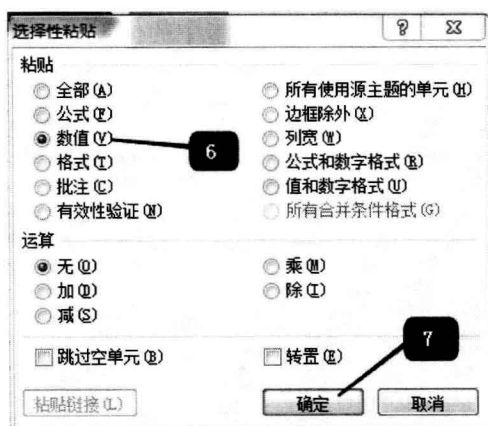 选择性粘贴
粘贴
全部(A)
所有使用源主题的单元(H)
公式(F)
边框除外(X)
数值(V)
6
列宽(W)
格式(T)
公式和数字格式(R)
批注(C)
值和数字格式(U)
有效性验证(N)
所有合并条件格式(G)
运算
无(O)
乘(M)
加(D)
除(I)
减(S)
7
跳过空单元(B)
转置(E)
粘贴链接(L)
确定
取消